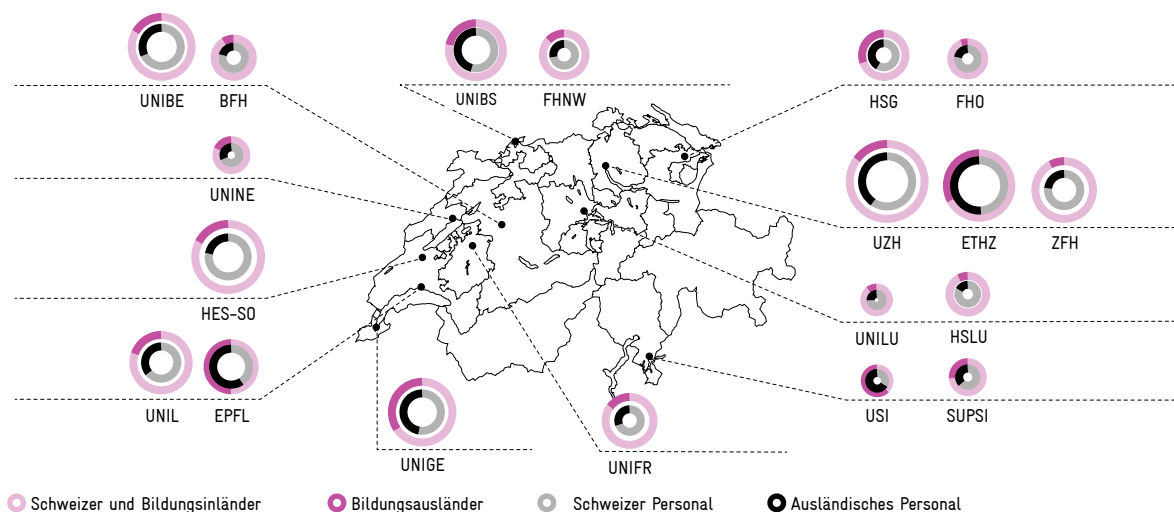 UNIBE BFH
UNIBS FHNW
HSG FHO
UNINE
UZH ETHZ ZFH
HES-SO
UNILU HSLU
UNIL EPFL
USI SUPSI
UNIGE
UNIFR
Schweizer und Bildungsinländer Bildungsausländer Schweizer Personal Ausländisches Personal